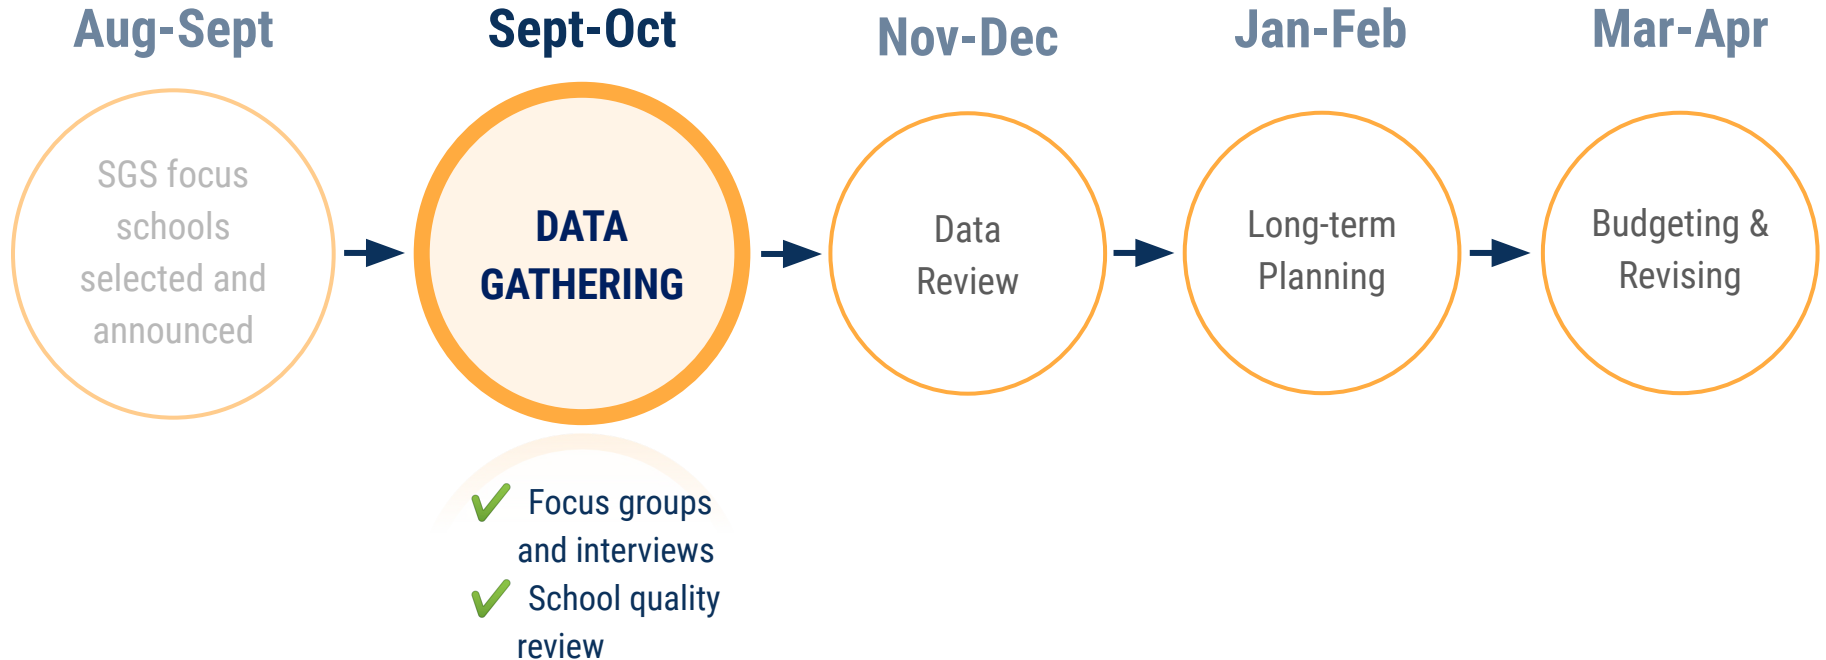 Aug-Sept
Sept-Oct
Nov-Dec
Jan-Feb
Mar-Apr
SGS focus
schools
selected and
announced
DATA
GATHERING
Data
Review
Long-term
Planning
Budgeting &
Revising
✔ Focus groups
and interviews
✔ School quality
review